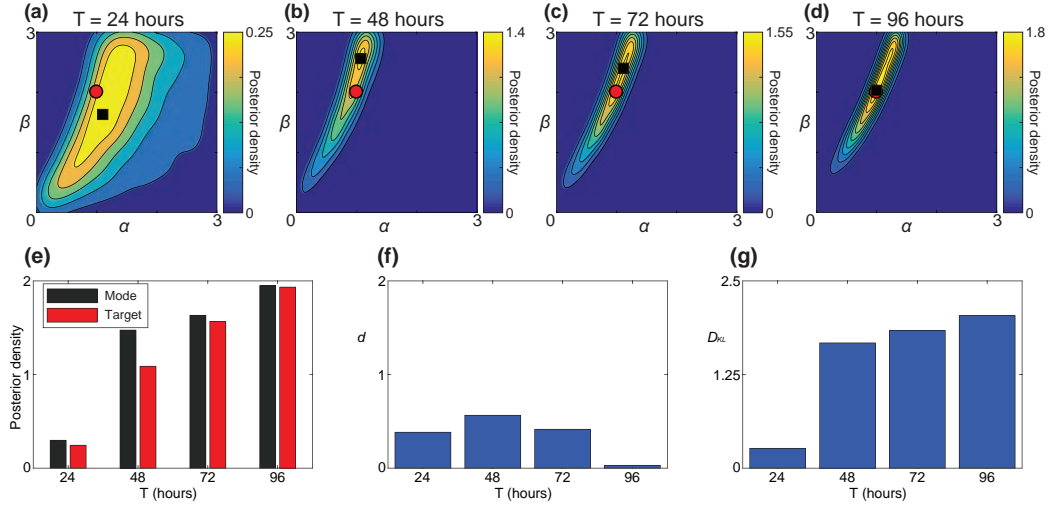 (a)
T = 24 hours
3
β
0
α
3
0.25
Posterior density
0
(b)
T = 48 hours
3
β
0
α
3
1.4
Posterior density
0
(c)
T = 72 hours
3
β
0
α
3
1.55
Posterior density
0
(d)
T = 96 hours
3
β
0
α
3
1.8
Posterior density
0
(e)
2
1
0
Posterior density
Mode
Target
24 48 72 96
T (hours)
(f)
2
1
0
d
24 48 72 96
T (hours)
(g)
2.5
1.25
0
DKL
24 48 72 96
T (hours)